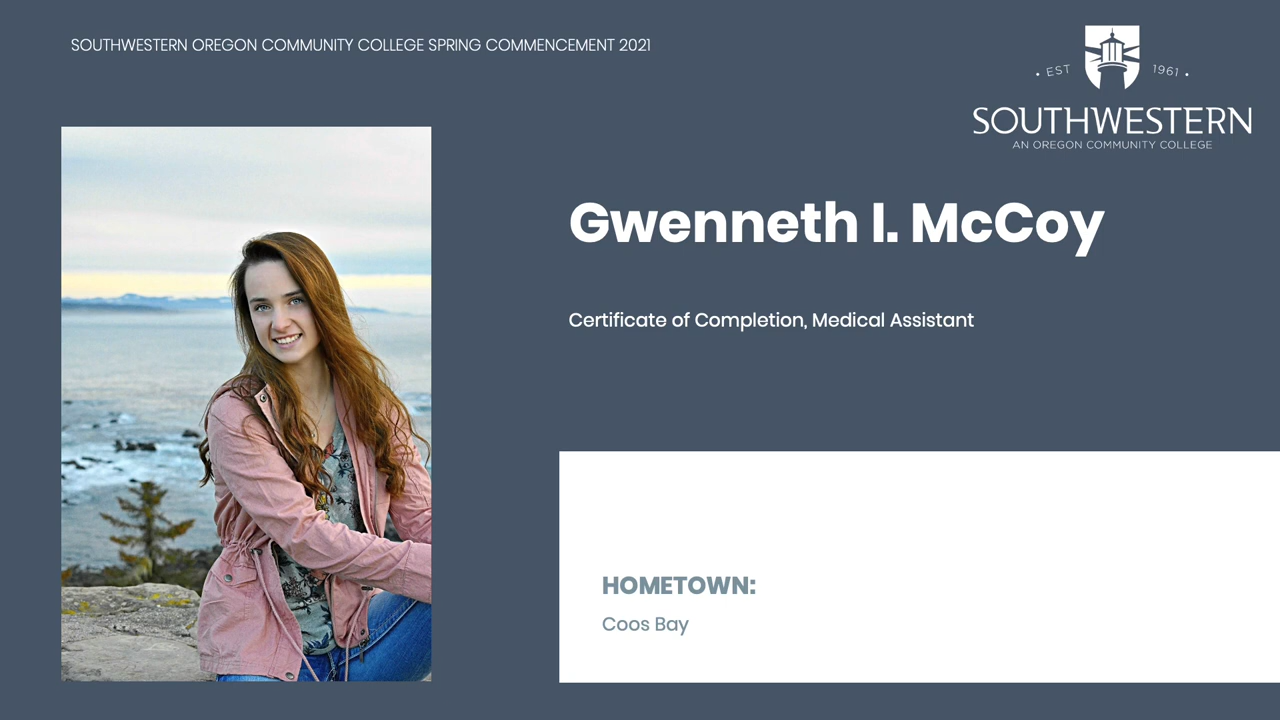 SOUTHWESTERN OREGON COMMUNITY COLLEGE SPRING COMMENCEMENT 2021
• EST 1961 •
SOUTHWESTERN
AN OREGON COMMUNITY COLLEGE
Gwenneth I. McCoy
Certificate of Completion, Medical Assistant
HOMETOWN:
Coos Bay